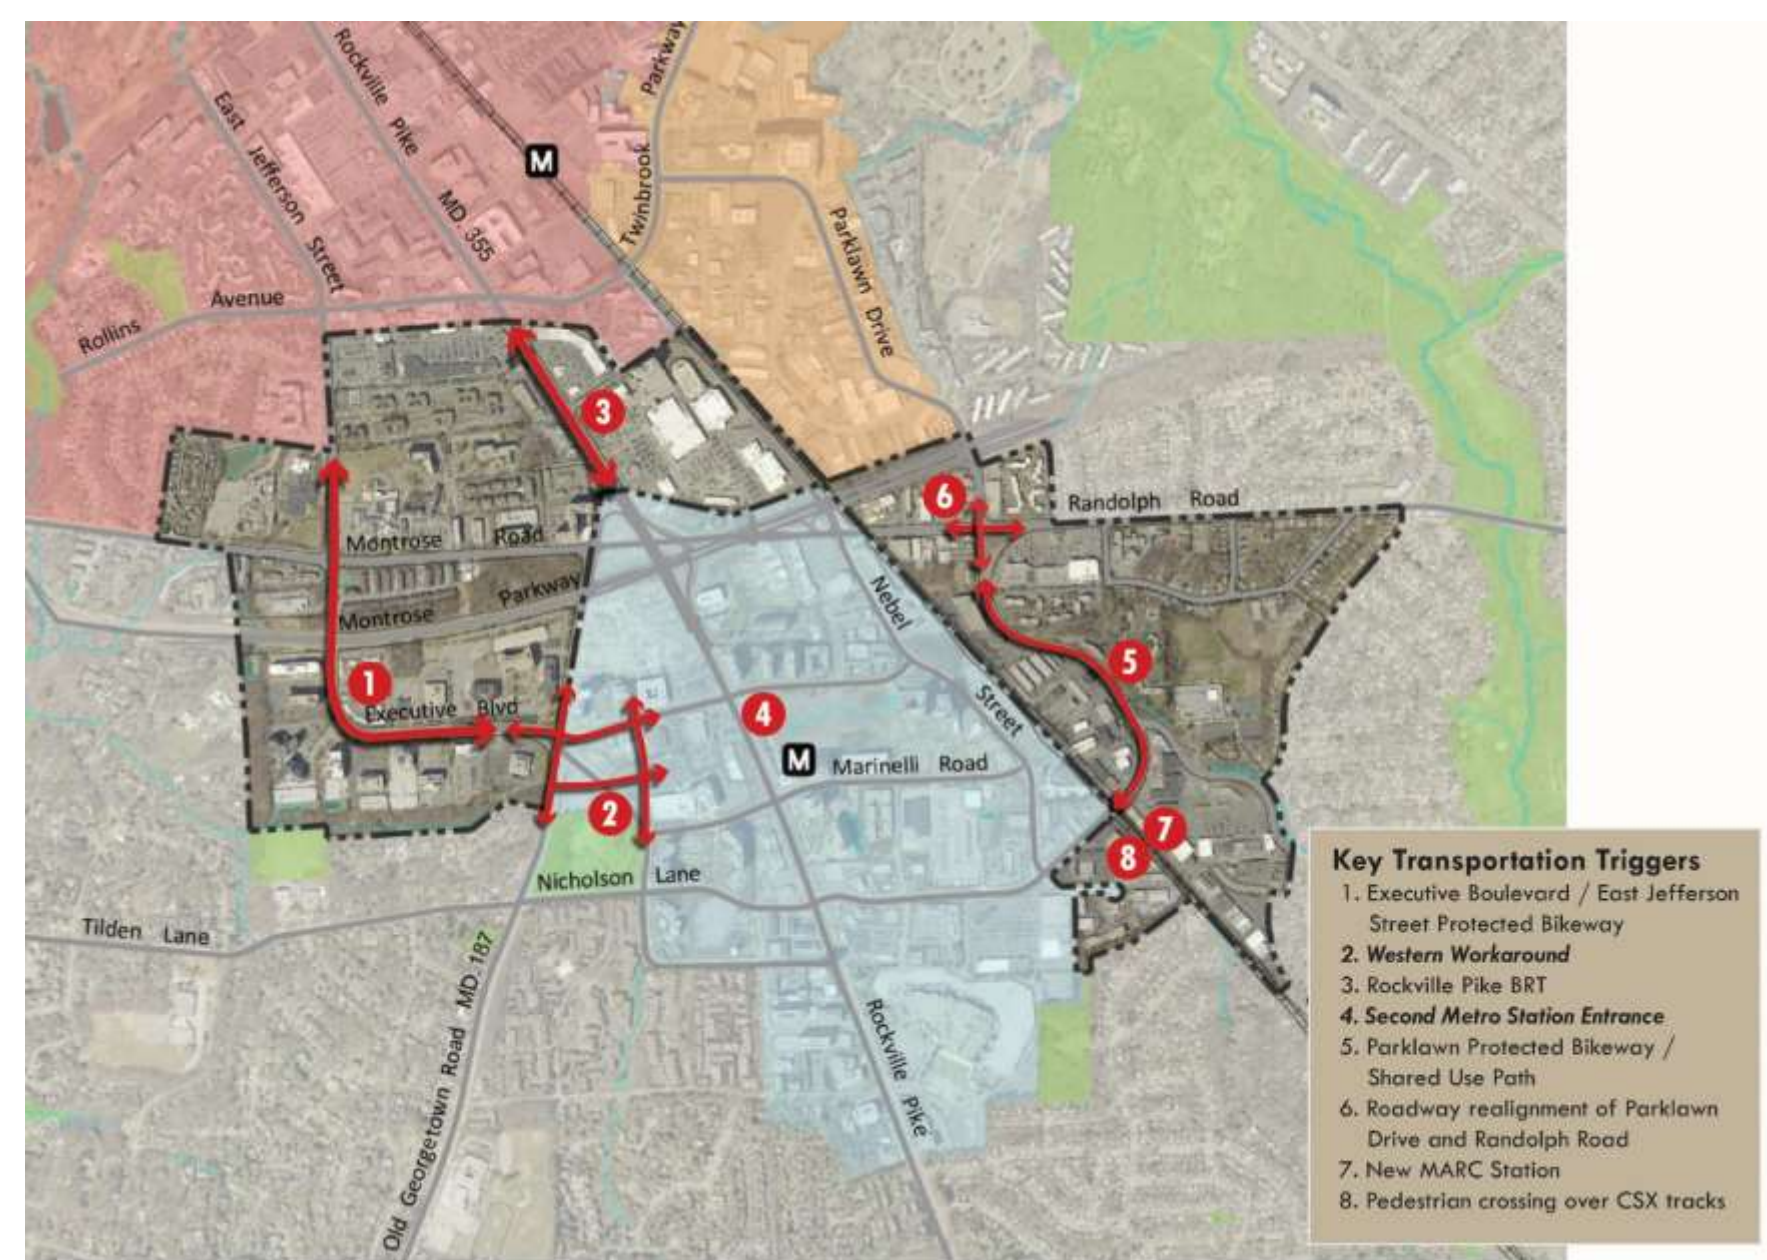 Rockville Pike MD. 355
East Jefferson Street
Parkway
Twinbrook
M
Parklawn Drive
Rollins Avenue
3
6
Randolph Road
Montrose Road
Montrose Parkway
Nebel Street
5
1
Executive Blvd
4
M
Marinelli Road
2
7
8
Nicholson Lane
Tilden Lane
Old Georgetown Road MD. 187
Rockville Pike
Key Transportation Triggers
1. Executive Boulevard / East Jefferson
Street Protected Bikeway
2. Western Workaround
3. Rockville Pike BRT
4. Second Metro Station Entrance
5. Parklawn Protected Bikeway /
Shared Use Path
6. Roadway realignment of Parklawn
Drive and Randolph Road
7. New MARC Station
8. Pedestrian crossing over CSX tracks